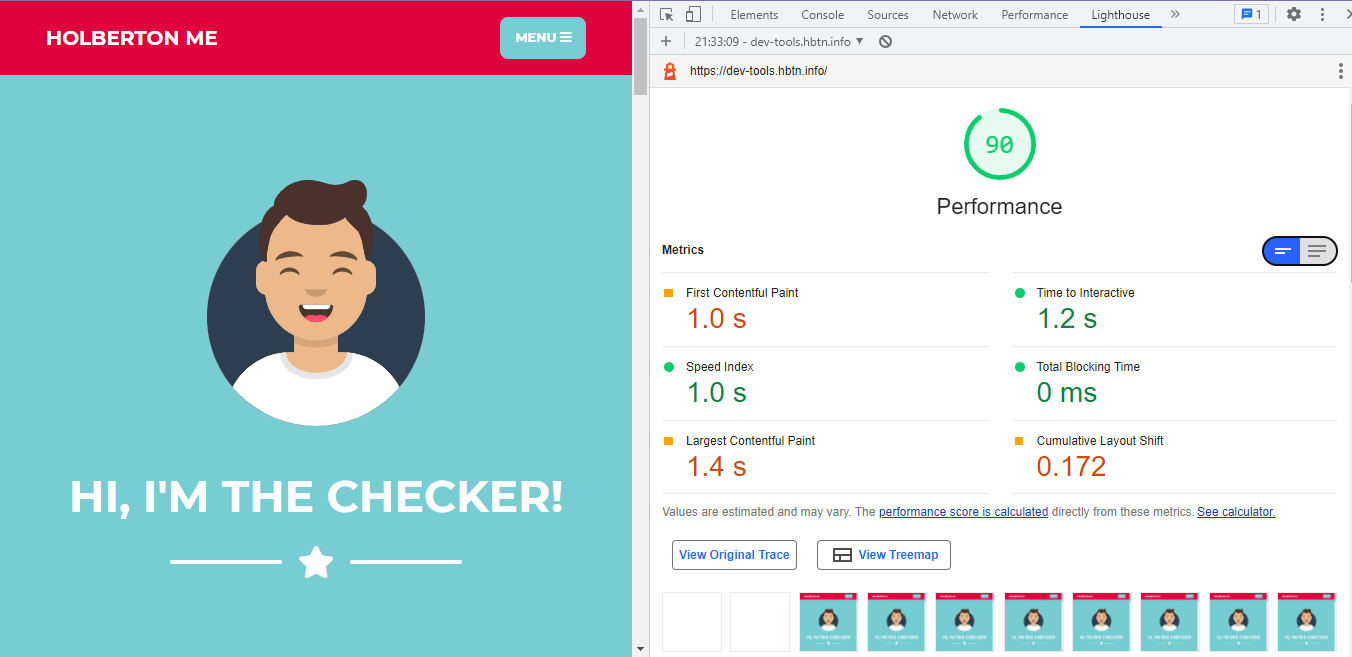 HOLBERTON ME
MENU
HI, I'M THE CHECKER!
Elements Console Sources Network Performance Lighthouse 1
21:33:09 - dev-tools.hbtn.info
https://dev-tools.hbtn.info/
90
Performance
Metrics
First Contentful Paint
1.0 s
Time to Interactive
1.2 s
Speed Index
1.0 s
Total Blocking Time
0 ms
Largest Contentful Paint
1.4 s
Cumulative Layout Shift
0.172
Values are estimated and may vary. The performance score is calculated directly from these metrics. See calculator.
View Original Trace
View Treemap